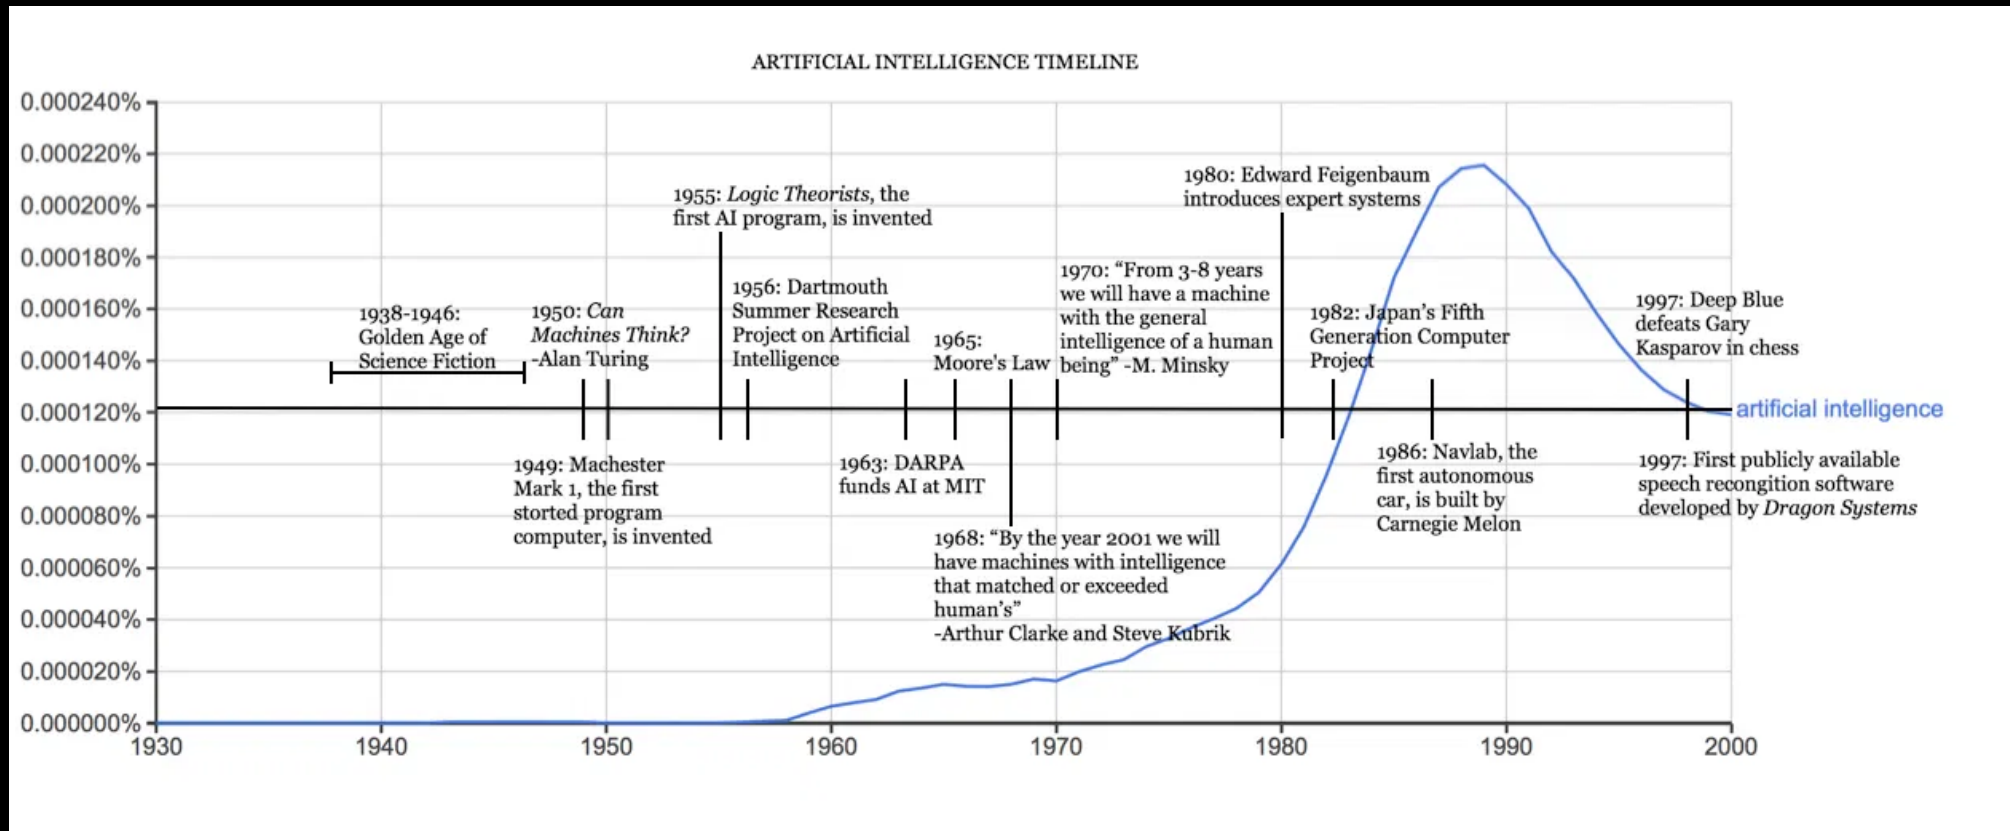 ARTIFICIAL INTELLIGENCE TIMELINE
0.000240%
0.000220%
0.000200%
0.000180%
0.000160%
0.000140%
0.000120%
0.000100%
0.000080%
0.000060%
0.000040%
0.000020%
0.000000%
1938-1946:
Golden Age of
Science Fiction
1950: Can
Machines Think?
-Alan Turing
1949: Machester
Mark 1, the first
storted program
computer, is invented
1955: Logic Theorists, the
first AI program, is invented
1956: Dartmouth
Summer Research
Project on Artificial
Intelligence
1963: DARPA
funds AI at MIT
1965:
Moore's Law
1968: “By the year 2001 we will
have machines with intelligence
that matched or exceeded
human’s”
-Arthur Clarke and Steve Kubrik
1970: “From 3-8 years
we will have a machine
with the general
intelligence of a human
being” -M. Minsky
1980: Edward Feigenbaum
introduces expert systems
1982: Japan’s Fifth
Generation Computer
Project
1986: Navlab, the
first autonomous
car, is built by
Carnegie Melon
1997: Deep Blue
defeats Gary
Kasparov in chess
artificial intelligence
1997: First publicly available
speech recongition software
developed by Dragon Systems
1930
1940
1950
1960
1970
1980
1990
2000